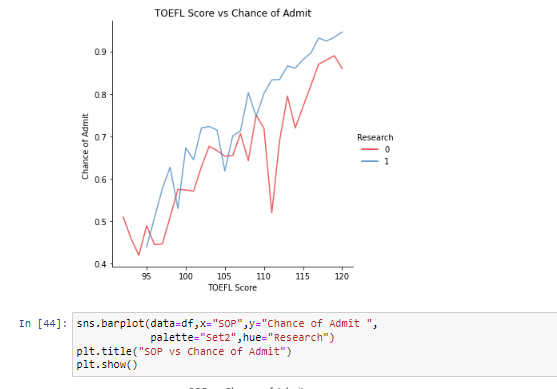 TOEFL Score vs Chance of Admit
0.9
0.8
0.7
0.6
0.5
0.4
Chance of Admit
95 100 105 110 115 120
TOEFL Score
Research
0
1
In [44]: sns.barplot(data=df,x="SOP",y="Chance of Admit ",
palette="Set2",hue="Research")
plt.title("SOP vs Chance of Admit")
plt.show()